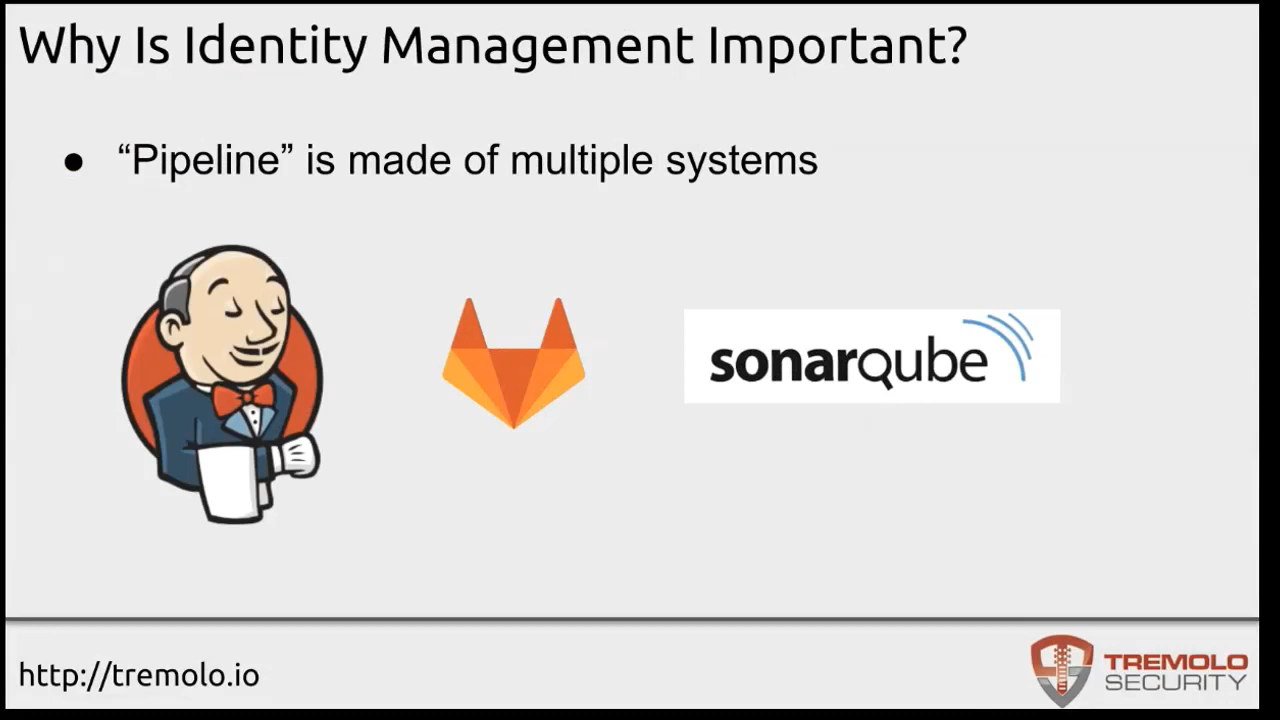 Why Is Identity Management Important?
● “Pipeline” is made of multiple systems
sonarqube
http://tremolo.io
TREMOLO
SECURITY